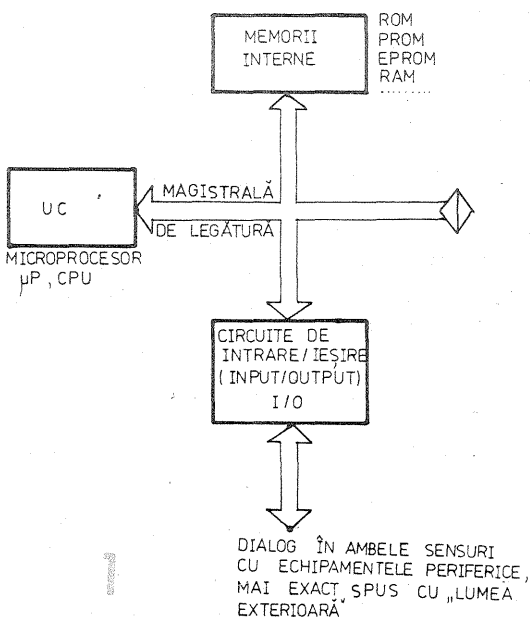 MEMORII
INTERNE
ROM
PROM
EPROM
RAM
.........
UC
MAGISTRALĂ
DE LEGĂTURĂ
MICROPROCESOR
μP, CPU
CIRCUITE DE
INTRARE/IEȘIRE
(INPUT/OUTPUT)
I/O
DIALOG ÎN AMBELE SENSURI
CU ECHIPAMENTELE PERIFERICE,
MAI EXACT SPUS CU „LUMEA
EXTERIOARĂ"